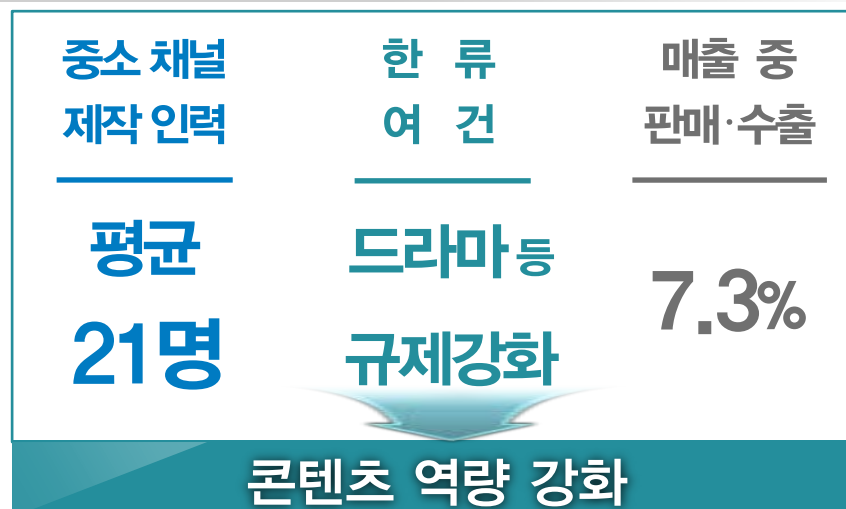 중소 채널
제작 인력
평균
21명
한 류
여 건
드라마 등
규제강화
매출 중
판매·수출
7.3%
콘텐츠 역량 강화